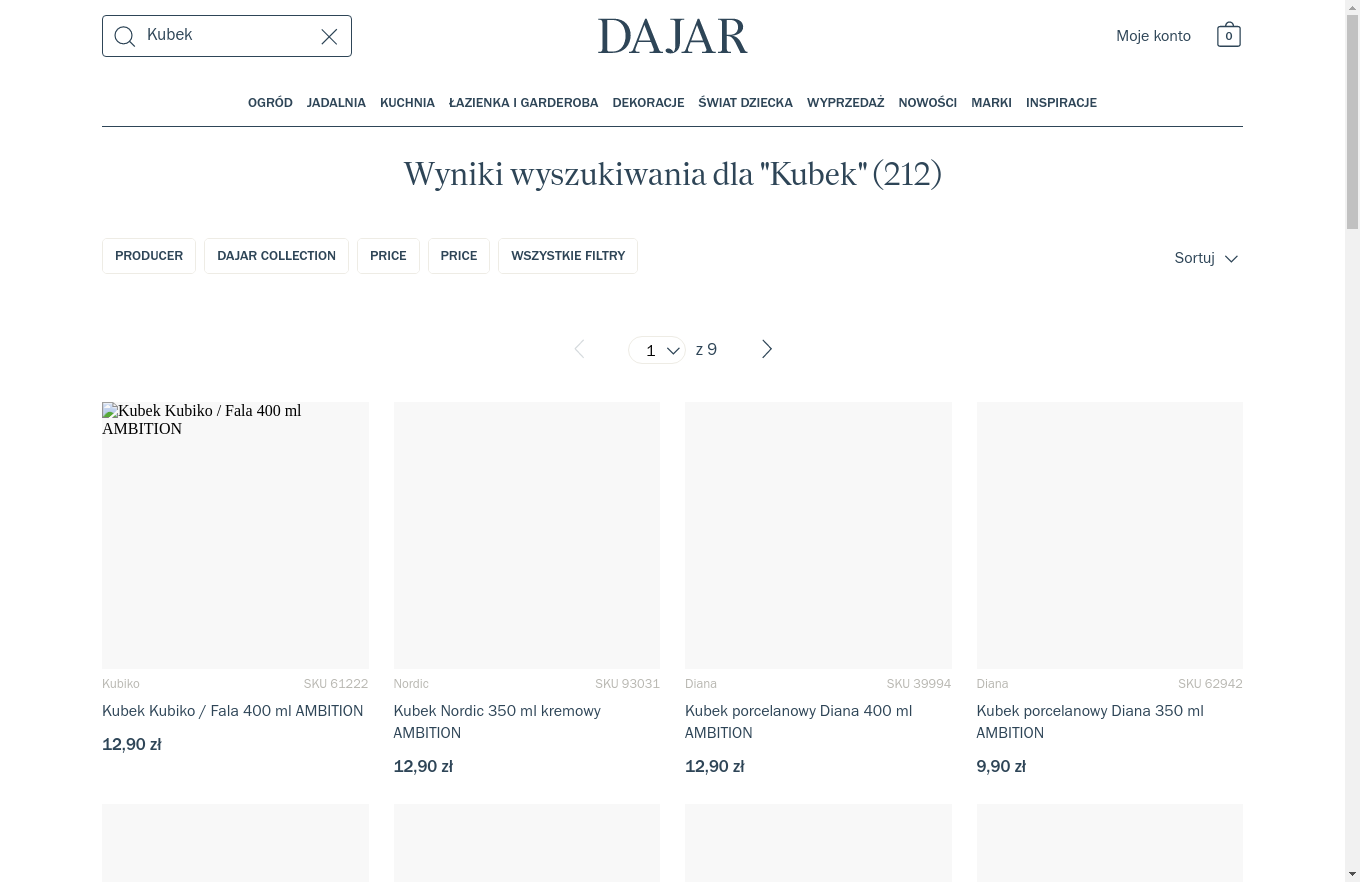 Kubek
DAJAR
Moje konto
0
OGRÓD JADALNIA KUCHNIA ŁAZIENKA I GARDEROBA DEKORACJE ŚWIAT DZIECKA WYPRZEDAŻ NOWOŚCI MARKI INSPIRACJE
Wyniki wyszukiwania dla "Kubek" (212)
PRODUCER DAJAR COLLECTION PRICE PRICE WSZYSTKIE FILTRY
Sortuj
1 z 9
Kubek Kubiko / Fala 400 ml
AMBITION
Kubiko SKU 61222
Kubek Kubiko / Fala 400 ml AMBITION
12,90 zł
Nordic SKU 93031
Kubek Nordic 350 ml kremowy
AMBITION
12,90 zł
Diana SKU 39994
Kubek porcelanowy Diana 400 ml
AMBITION
12,90 zł
Diana SKU 62942
Kubek porcelanowy Diana 350 ml
AMBITION
9,90 zł